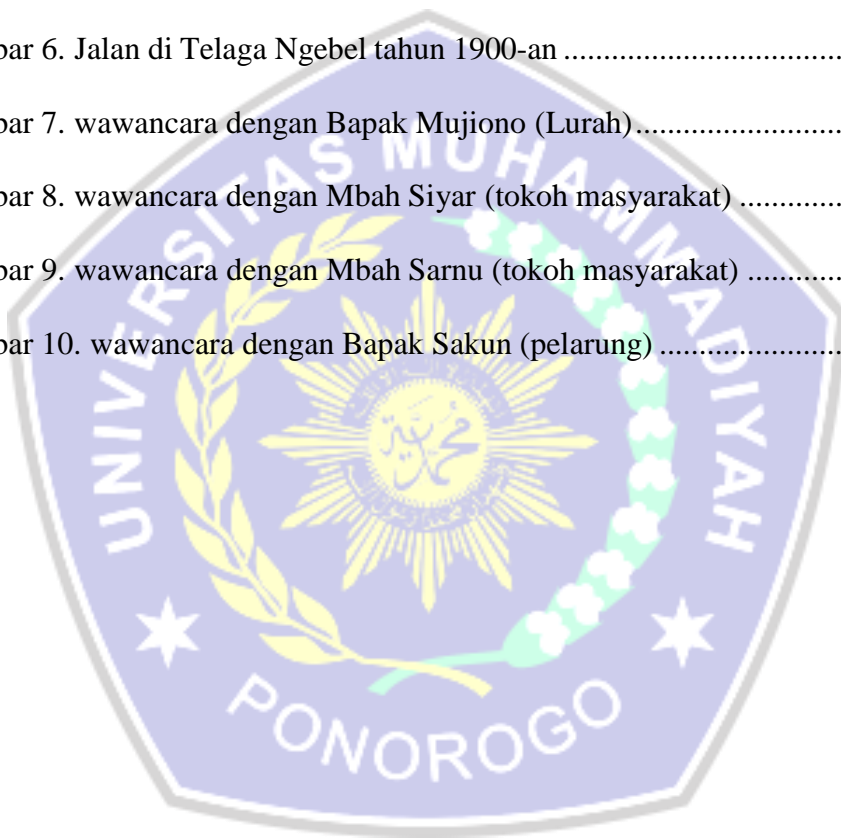 bar 6. Jalan di Telaga Ngebel tahun 1900-an ................................
bar 7. wawancara dengan Bapak Mujiono (Lurah) .......................
bar 8. wawancara dengan Mbah Siyar (tokoh masyarakat) .............
bar 9. wawancara dengan Mbah Sarnu (tokoh masyarakat) ............
bar 10. wawancara dengan Bapak Sakun (pelarung) ....................
UNIVERSITAS MUHAMMADIYAH
محمدية
PONOROGO